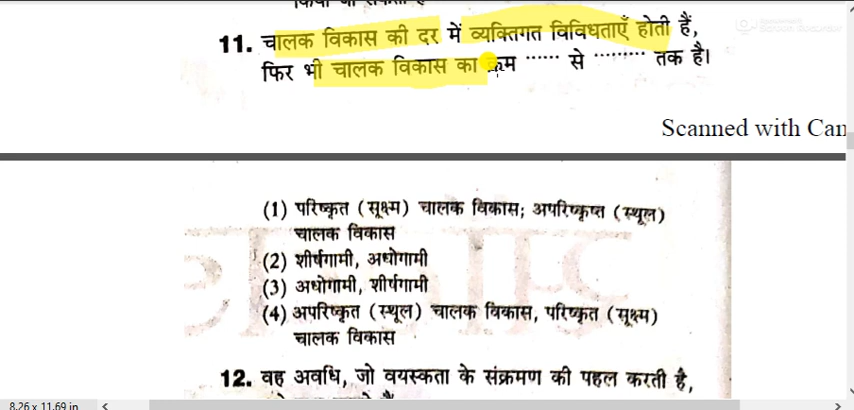 11. चालक विकास की दर में व्यक्तिगत विविधताएँ होती हैं,
फिर भी चालक विकास का क्रम ...... से ......... तक है।
Scanned with Can
(1) परिष्कृत (सूक्ष्म) चालक विकास; अपरिष्कृत (स्थूल)
चालक विकास
(2) शीर्षगामी, अधोगामी
(3) अधोगामी, शीर्षगामी
(4) अपरिष्कृत (स्थूल) चालक विकास, परिष्कृत (सूक्ष्म)
चालक विकास
12. वह अवधि, जो वयस्कता के संक्रमण की पहल करती है,
8.26 x 11.69 in